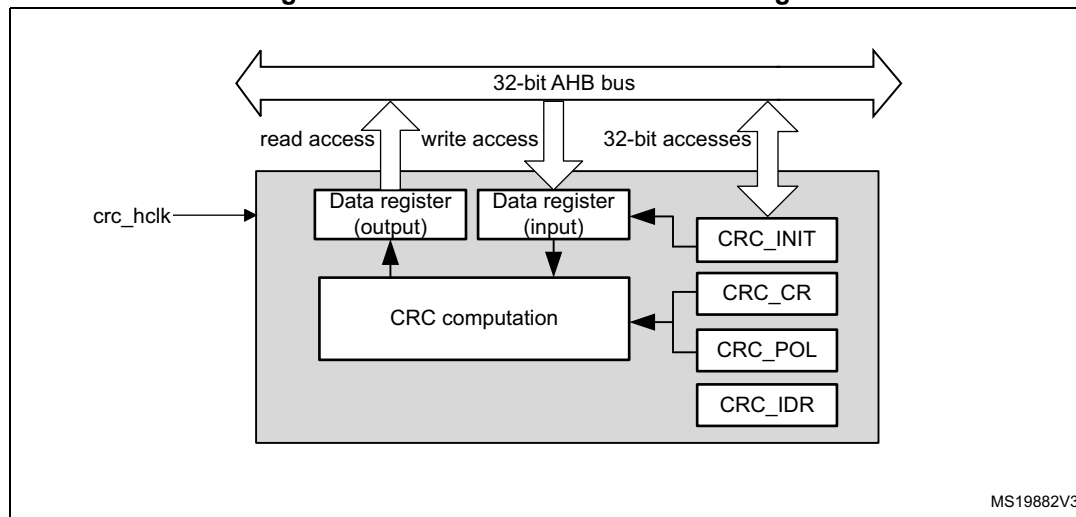 32-bit AHB bus
read access
write access
32-bit accesses
crc_hclk
Data register
(output)
Data register
(input)
CRC_INIT
CRC_CR
CRC computation
CRC_POL
CRC_IDR
MS19882V3